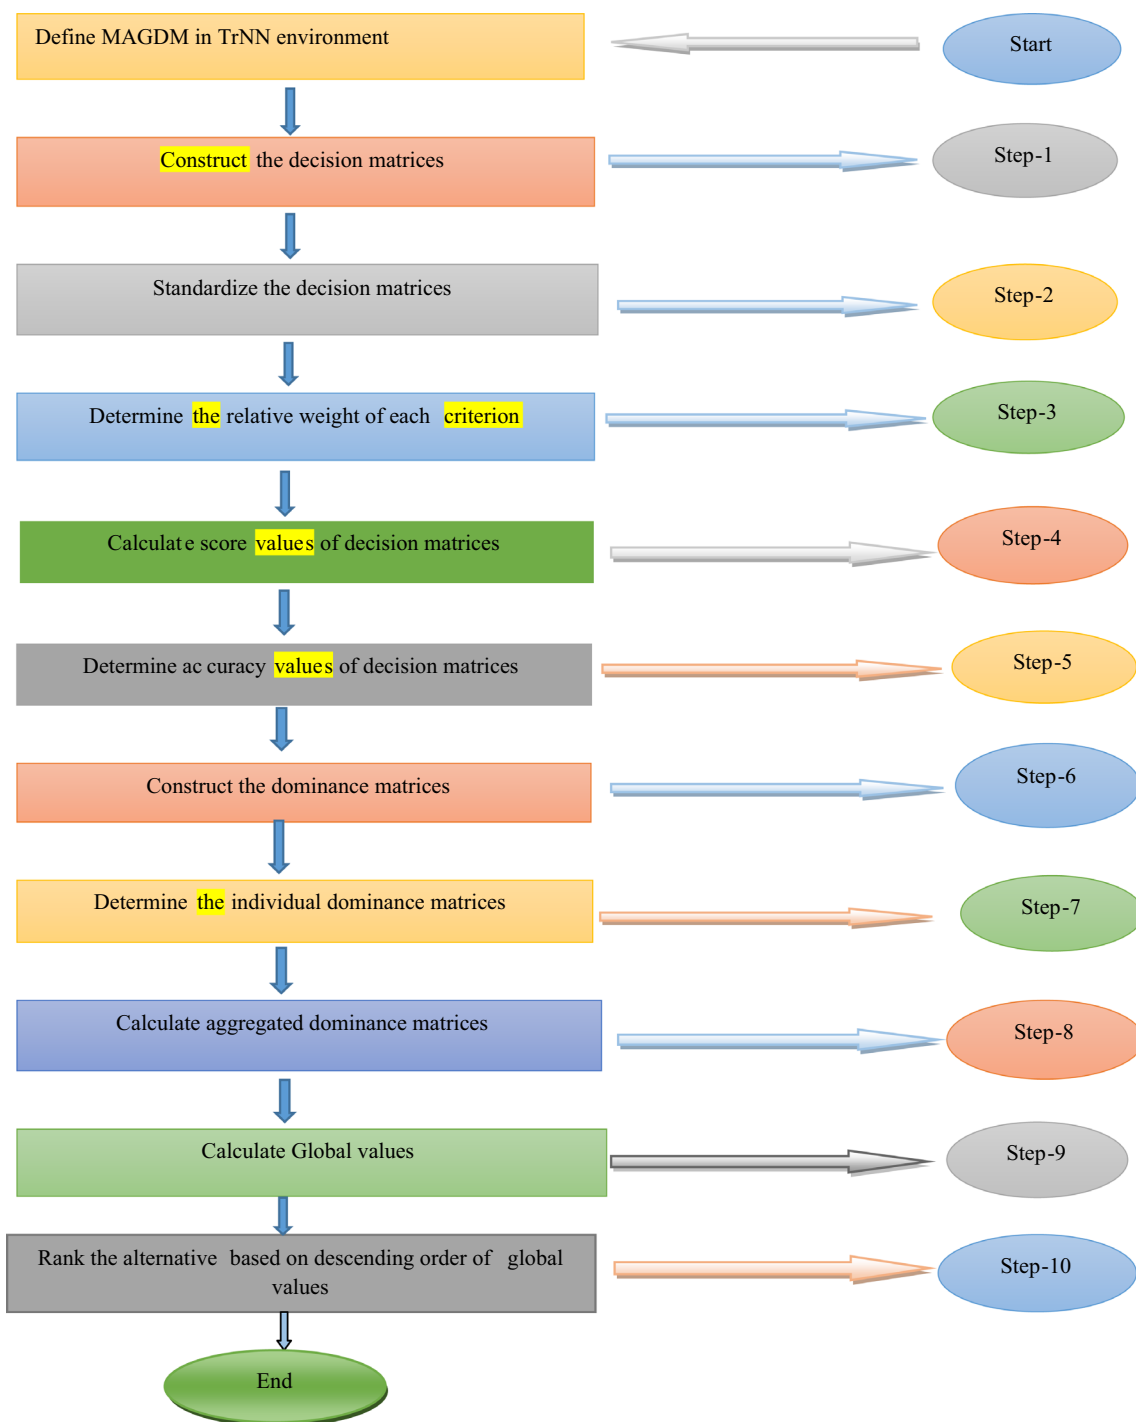 Define MAGDM in TrNN environment
Start
Construct the decision matrices
Step-1
Standardize the decision matrices
Step-2
Determine the relative weight of each criterion
Step-3
Calculate score values of decision matrices
Step-4
Determine ac curacy values of decision matrices
Step-5
Construct the dominance matrices
Step-6
Determine the individual dominance matrices
Step-7
Calculate aggregated dominance matrices
Step-8
Calculate Global values
Step-9
Rank the alternative based on descending order of global
values
Step-10
End